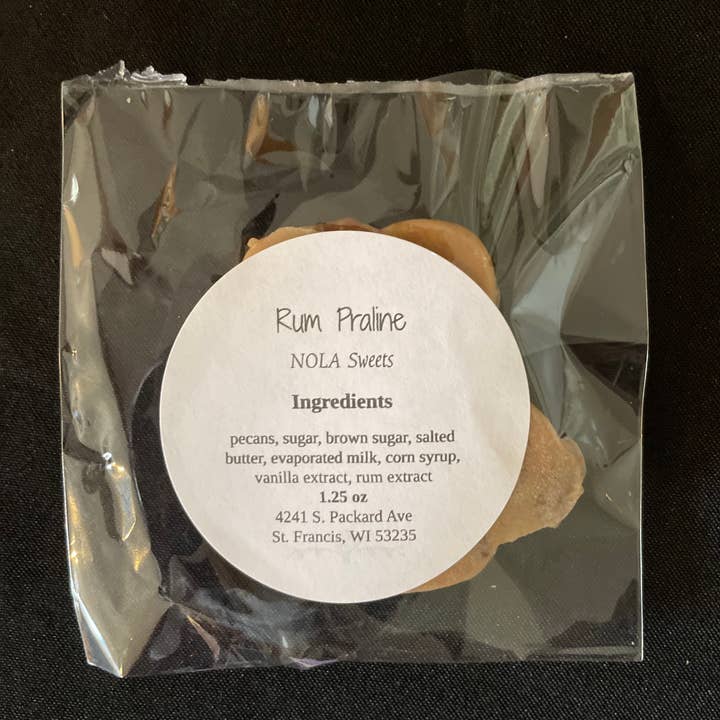 Rum Praline
NOLA Sweets
Ingredients
pecans, sugar, brown sugar, salted
butter, evaporated milk, corn syrup,
vanilla extract, rum extract
1.25 oz
4241 S. Packard Ave
St. Francis, WI 53235